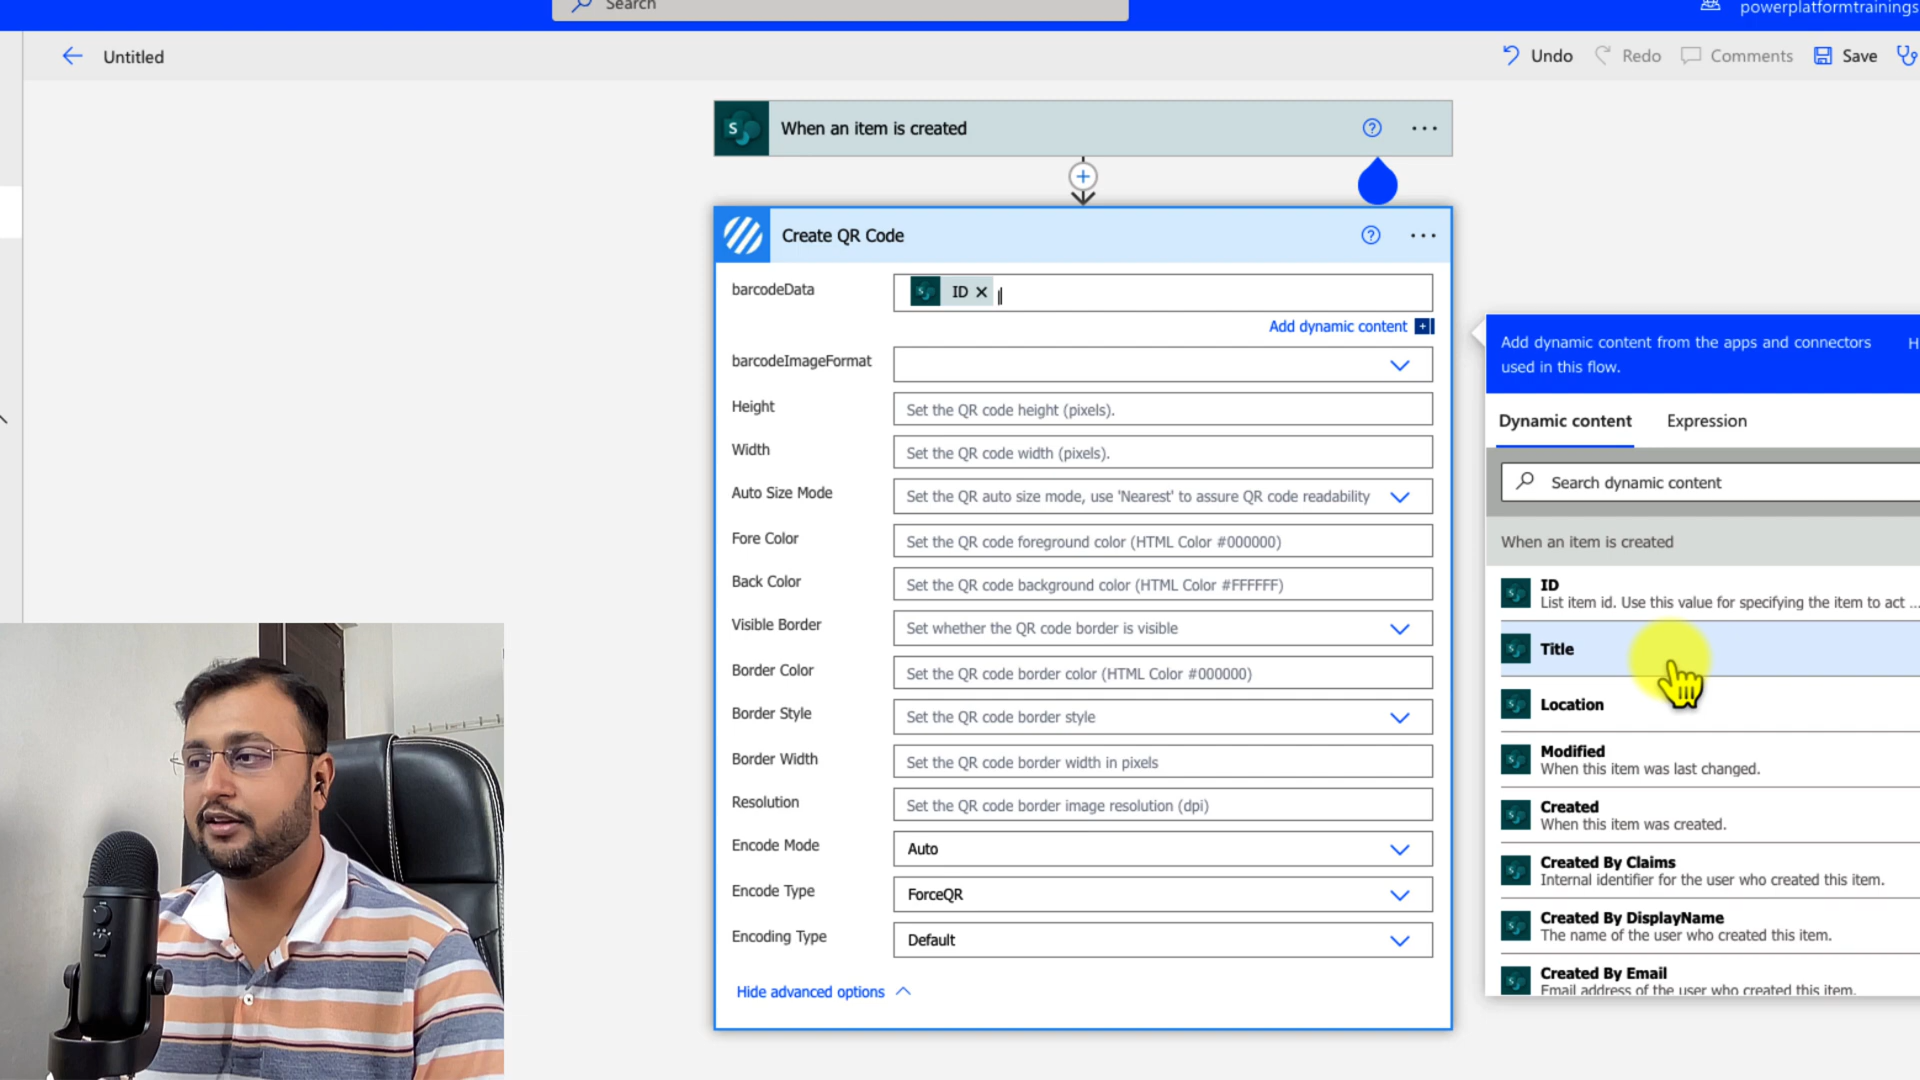 Search
powerplatformtrainings
Untitled
Undo
Redo
Comments
Save
When an item is created
Create QR Code
barcodeData
ID
Add dynamic content
barcodeImageFormat
Height
Set the QR code height (pixels).
Width
Set the QR code width (pixels).
Auto Size Mode
Set the QR auto size mode, use 'Nearest' to assure QR code readability
Fore Color
Set the QR code foreground color (HTML Color #000000)
Back Color
Set the QR code background color (HTML Color #FFFFFF)
Visible Border
Set whether the QR code border is visible
Border Color
Set the QR code border color (HTML Color #000000)
Border Style
Set the QR code border style
Border Width
Set the QR code border width in pixels
Resolution
Set the QR code border image resolution (dpi)
Encode Mode
Auto
Encode Type
ForceQR
Encoding Type
Default
Hide advanced options
Add dynamic content from the apps and connectors
used in this flow.
H
Dynamic content
Expression
Search dynamic content
When an item is created
ID
List item id. Use this value for specifying the item to act ...
Title
Location
Modified
When this item was last changed.
Created
When this item was created.
Created By Claims
Internal identifier for the user who created this item.
Created By DisplayName
The name of the user who created this item.
Created By Email
Email address of the user who created this item.